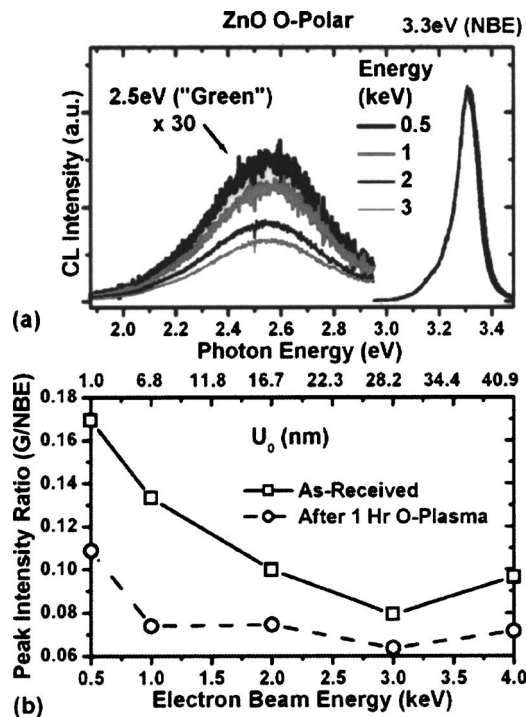 ZnO O-Polar
3.3eV (NBE)
2.5eV ("Green")
x 30
Energy
(keV)
0.5
1
2
3
CL Intensity (a.u.)
2.0 2.2 2.4 2.6 2.8 3.0 3.2 3.4
Photon Energy (eV)
(a)
1.0 6.8 11.8 16.7 22.3 28.2 34.4 40.9
U0 (nm)
0.18
0.16
0.14
0.12
0.10
0.08
0.06
Peak Intensity Ratio (G/NBE)
As-Received
After 1 Hr O-Plasma
0.5 1.0 1.5 2.0 2.5 3.0 3.5 4.0
Electron Beam Energy (keV)
(b)